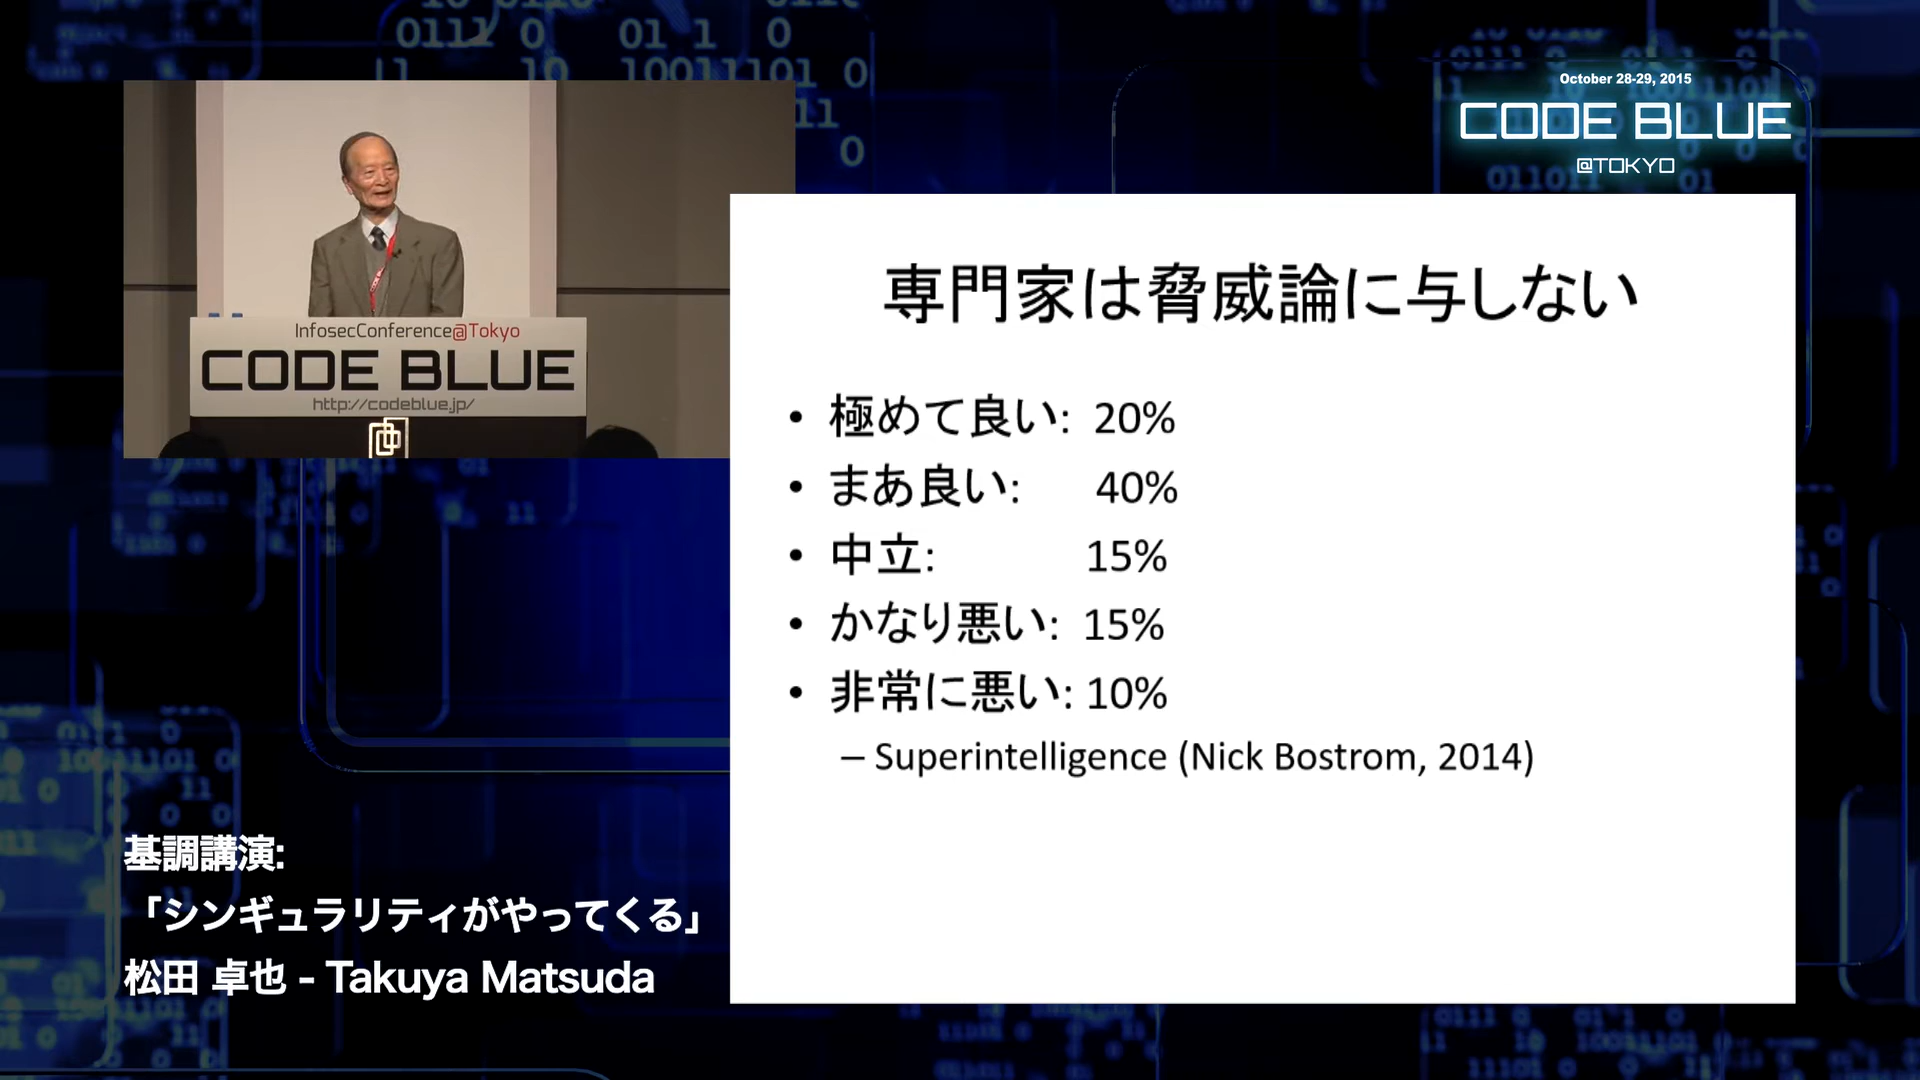 October 28-29, 2015
CODE BLUE
@TOKYO
InfosecConference@Tokyo
CODE BLUE
http://codeblue.jp/
専門家は脅威論に与しない
• 極めて良い: 20%
• まあ良い: 40%
• 中立: 15%
• かなり悪い: 15%
• 非常に悪い: 10%
– Superintelligence (Nick Bostrom, 2014)
基調講演:
「シンギュラリティがやってくる」
松田 卓也 - Takuya Matsuda